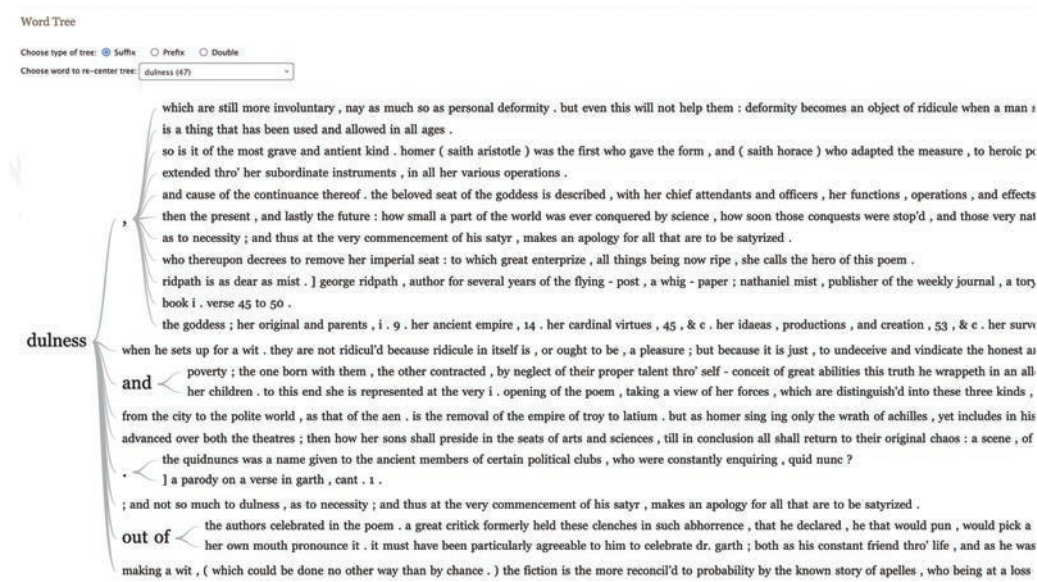 Word Tree
Choose type of tree: Suffix Prefix Double
Choose word to re-center tree: dulness (47)
which are still more involuntary , nay as much so as personal deformity . but even this will not help them : deformity becomes an object of ridicule when a man
is a thing that has been used and allowed in all ages .
so is it of the most grave and antient kind . homer ( saith aristotle ) was the first who gave the form , and ( saith horace ) who adapted the measure , to heroic
extended thro' her subordinate instruments , in all her various operations .
and cause of the continuance thereof . the beloved seat of the goddess is described , with her chief attendants and officers , her functions , operations , and effects
,
then the present , and lastly the future : how small a part of the world was ever conquered by science , how soon those conquests were stop'd , and those very
as to necessity ; and thus at the very commencement of his satyr , makes an apology for all that are to be satyrized .
who thereupon decrees to remove her imperial seat : to which great enterprize , all things being now ripe , she calls the hero of this poem .
ridpath is as dear as mist . ] george ridpath , author for several years of the flying - post , a whig - paper ; nathaniel mist , publisher of the weekly journal , a
book i . verse 45 to 50 .
the goddess ; her original and parents , i . 9 . her ancient empire , 14 . her cardinal virtues , 45 , & c . her idaeas , productions , and creation , 53 , & c . her
dulness
when he sets up for a wit . they are not ridicul'd because ridicule in itself is , or ought to be , a pleasure ; but because it is just , to undeceive and vindicate the honest
poverty ; the one born with them , the other contracted , by neglect of their proper talent thro' self - conceit of great abilities this truth he wrappeth in an
and
her children . to this end she is represented at the very i . opening of the poem , taking a view of her forces , which are distinguish'd into these three kinds ,
from the city to the polite world , as that of the aen . is the removal of the empire of troy to latium . but as homer sing ing only the wrath of achilles , yet includes in his
advanced over both the theatres ; then how her sons shall preside in the seats of arts and sciences , till in conclusion all shall return to their original chaos : a scene , of
the quidnuncs was a name given to the ancient members of certain political clubs , who were constantly enquiring , quid nunc ?
.
] a parody on a verse in garth , cant . 1 .
; and not so much to dulness , as to necessity ; and thus at the very commencement of his satyr , makes an apology for all that are to be satyrized .
the authors celebrated in the poem . a great critick formerly held these clenches in such abhorrence , that he declared , he that would pun , would pick a
out of
her own mouth pronounce it . it must have been particularly agreeable to him to celebrate dr. garth ; both as his constant friend thro' life , and as he was
making a wit , ( which could be done no other way than by chance . ) the fiction is the more reconcil'd to probability by the known story of apelles , who being at a loss